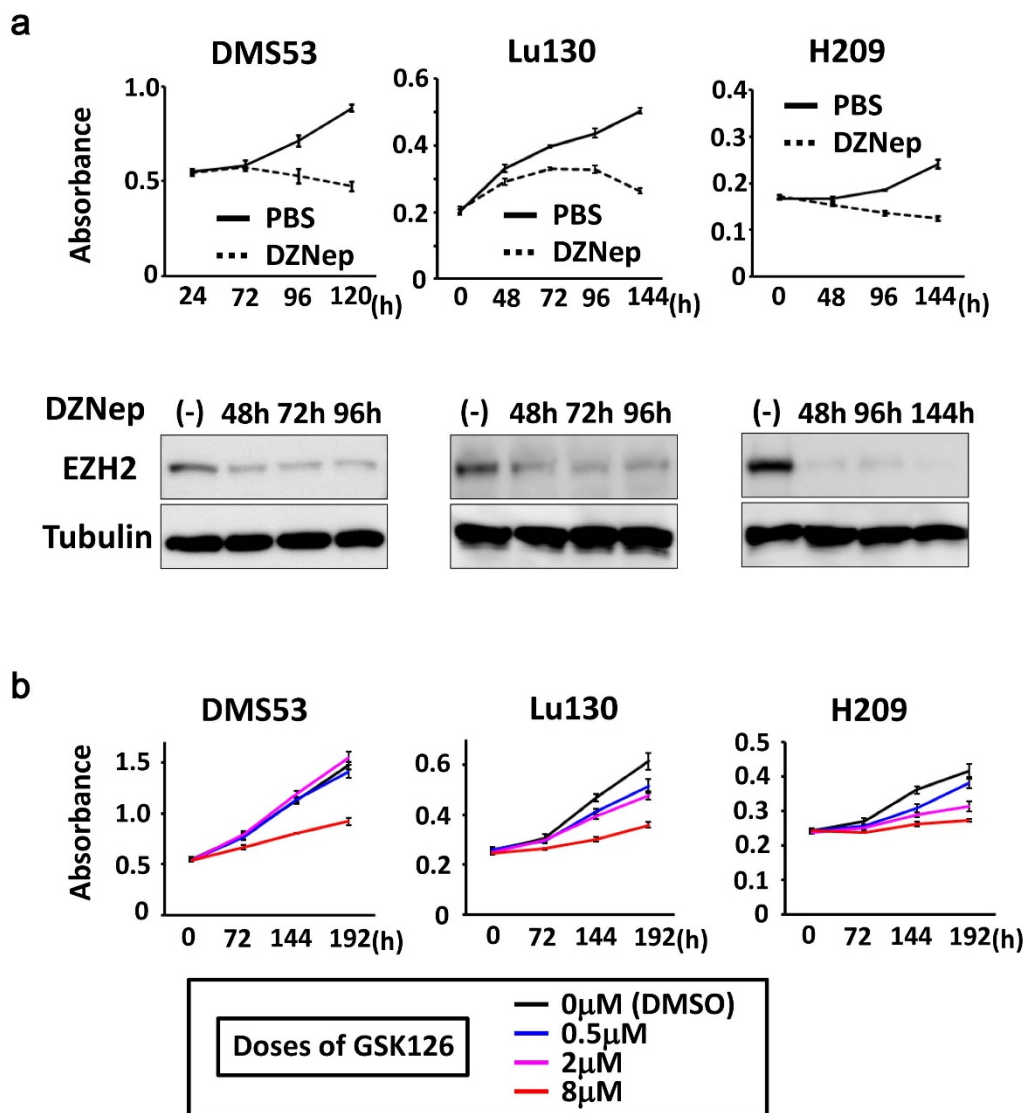 a
DMS53 Lu130 H209
Absorbance
1.0
0.5
0
PBS
DZNep
24 72 96 120(h)
0.6
0.4
0.2
0
PBS
DZNep
0 48 72 96 144(h)
0.4
0.3
0.2
0.1
0
PBS
DZNep
0 48 96 144(h)
DZNep (-) 48h 72h 96h (-) 48h 72h 96h (-) 48h 96h 144h
EZH2
Tubulin
b
DMS53 Lu130 H209
Absorbance
1.5
1.0
0.5
0
0 72 144 192(h)
0.6
0.4
0.2
0
0 72 144 192(h)
0.5
0.4
0.3
0.2
0.1
0
0 72 144 192(h)
Doses of GSK126
0μM (DMSO)
0.5μM
2μM
8μM